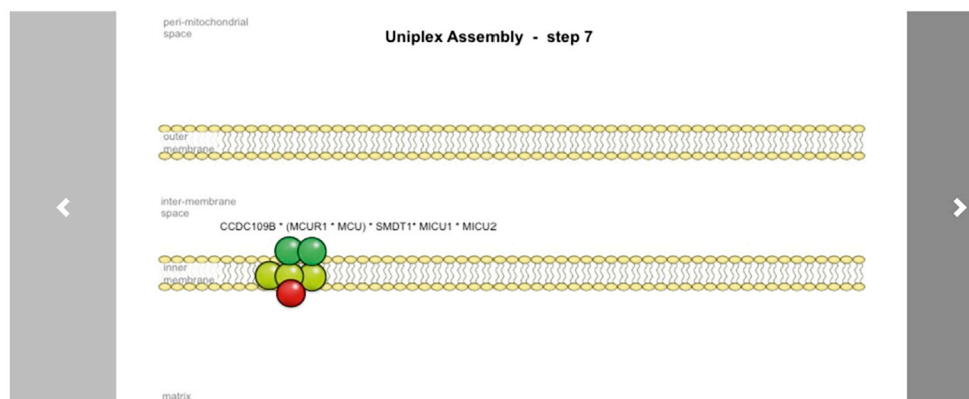 peri-mitochondrial
space
Uniplex Assembly - step 7
outer
membrane
inter-membrane
space
CCDC109B * (MCUR1 * MCU) * SMDT1* MICU1 * MICU2
inner
membrane
matrix